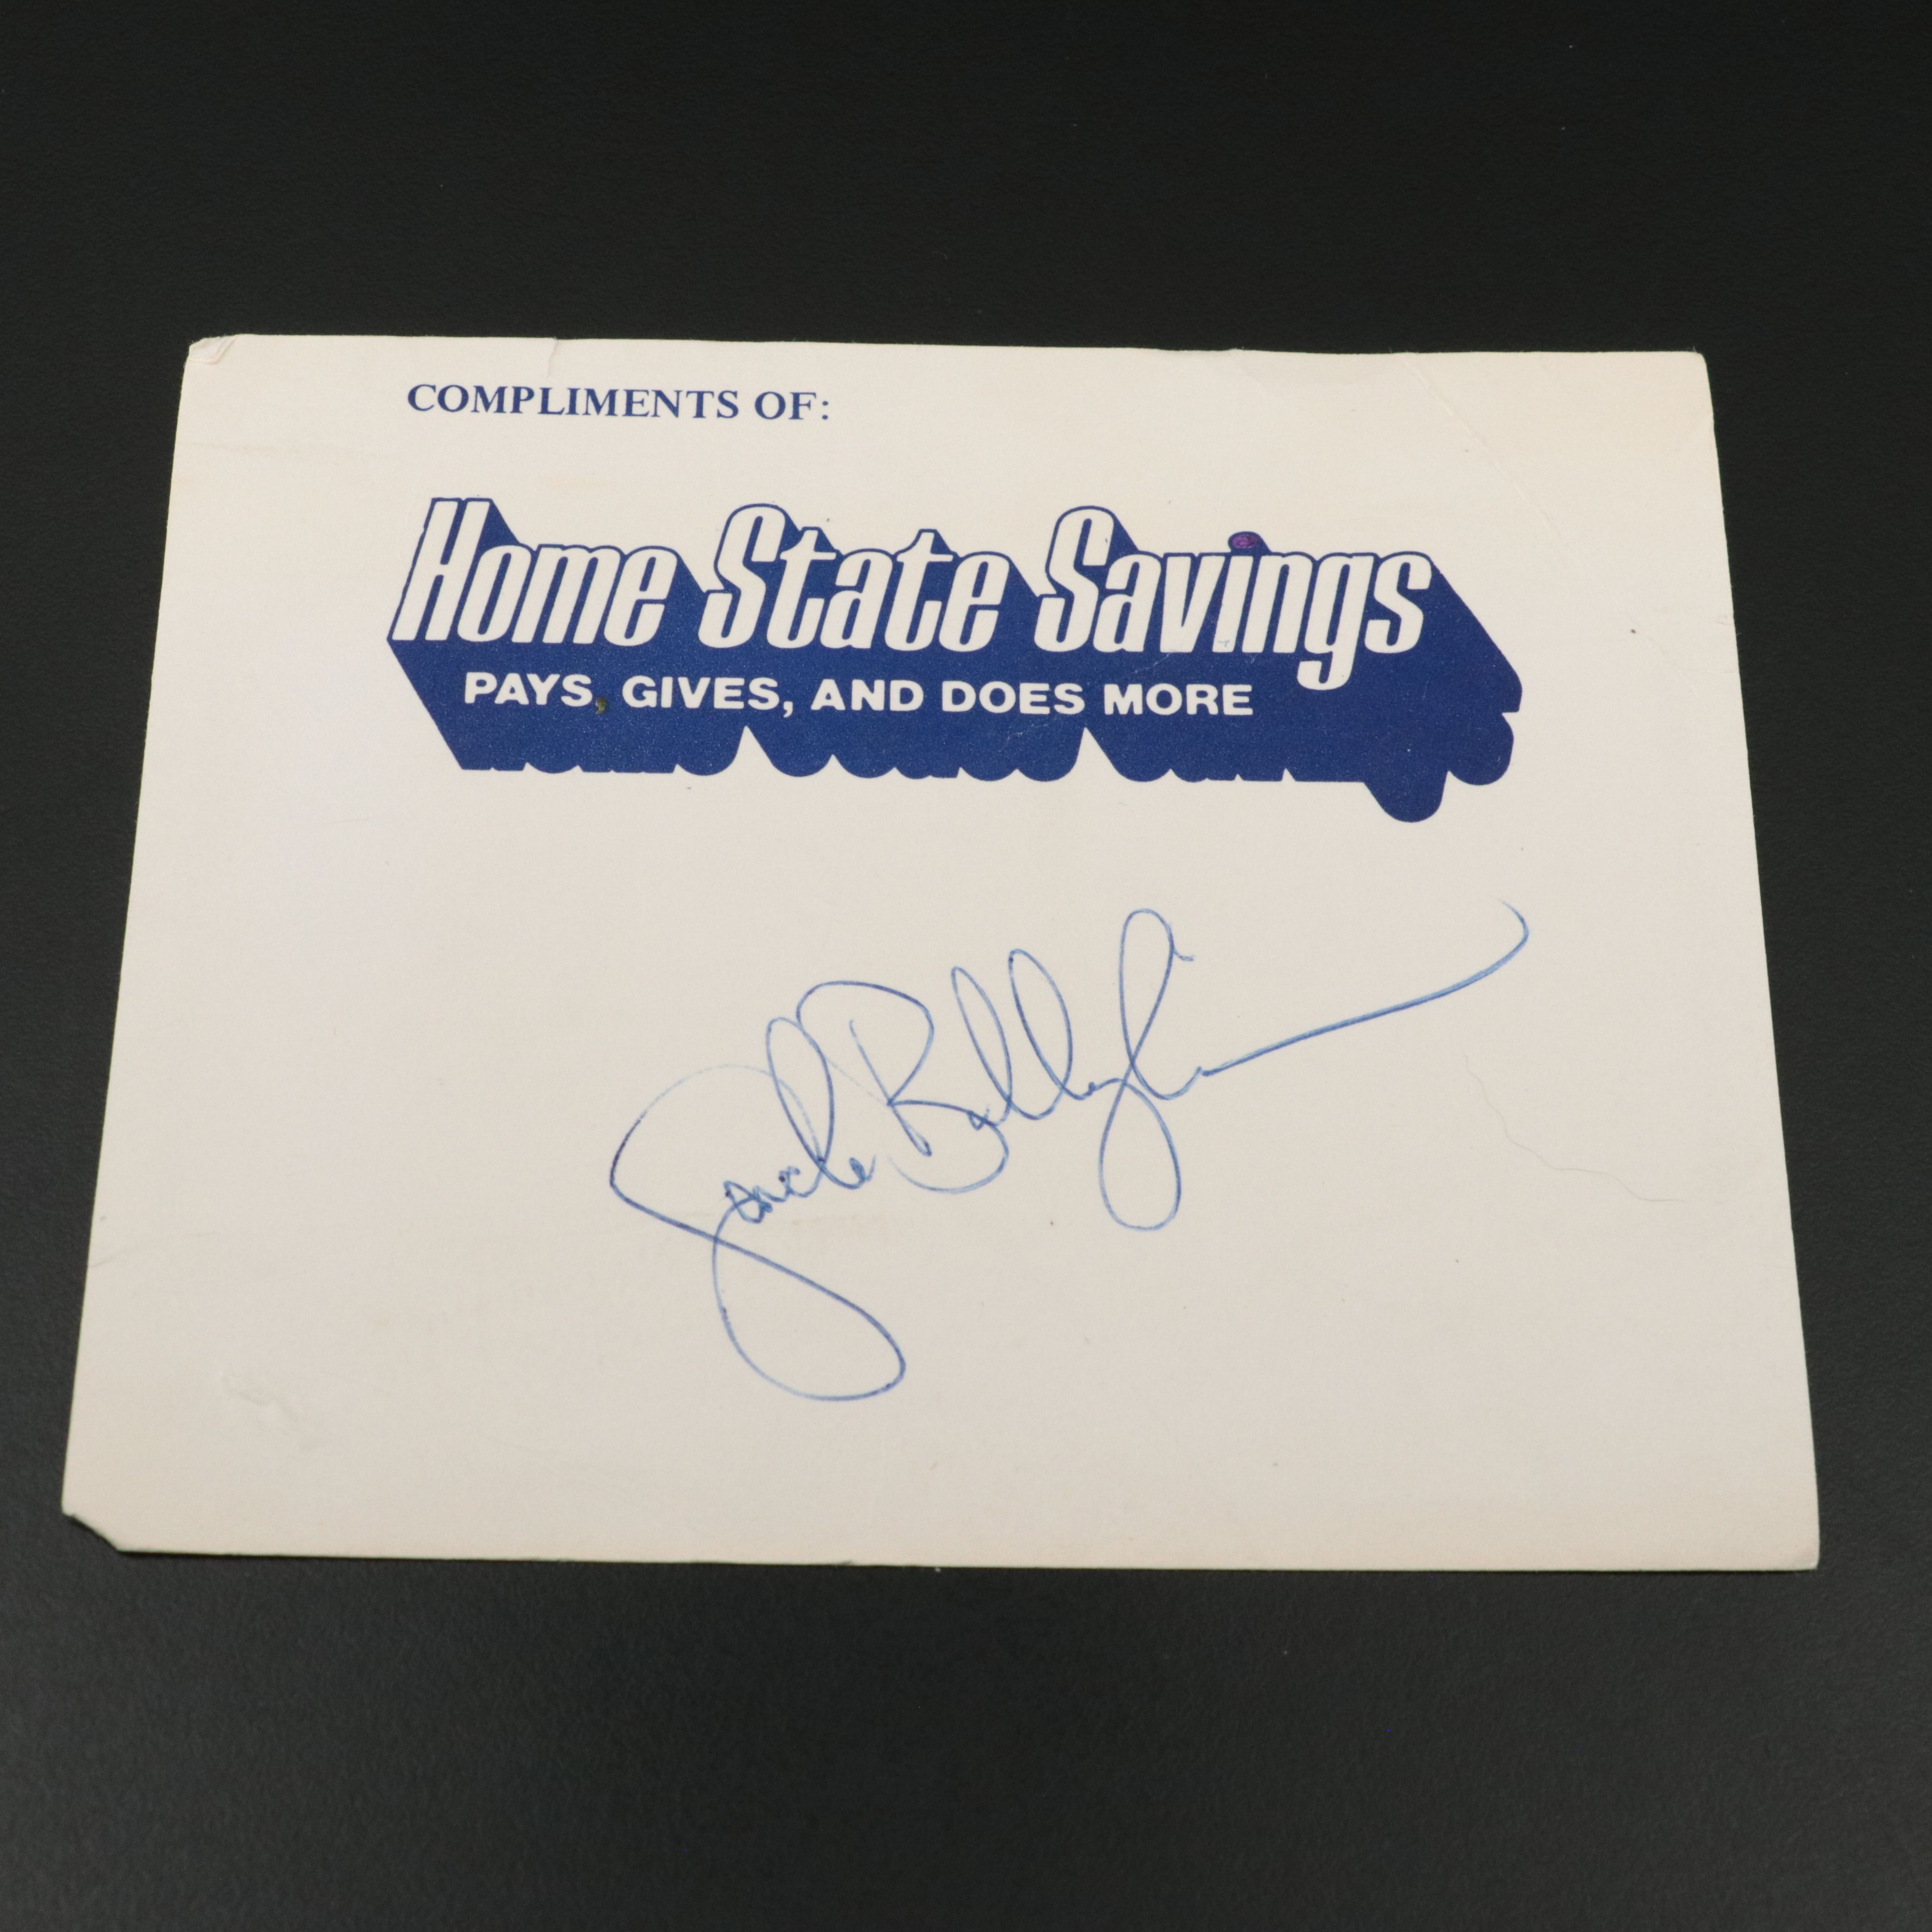 COMPLIMENTS OF:
Home State Savings
PAYS, GIVES, AND DOES MORE